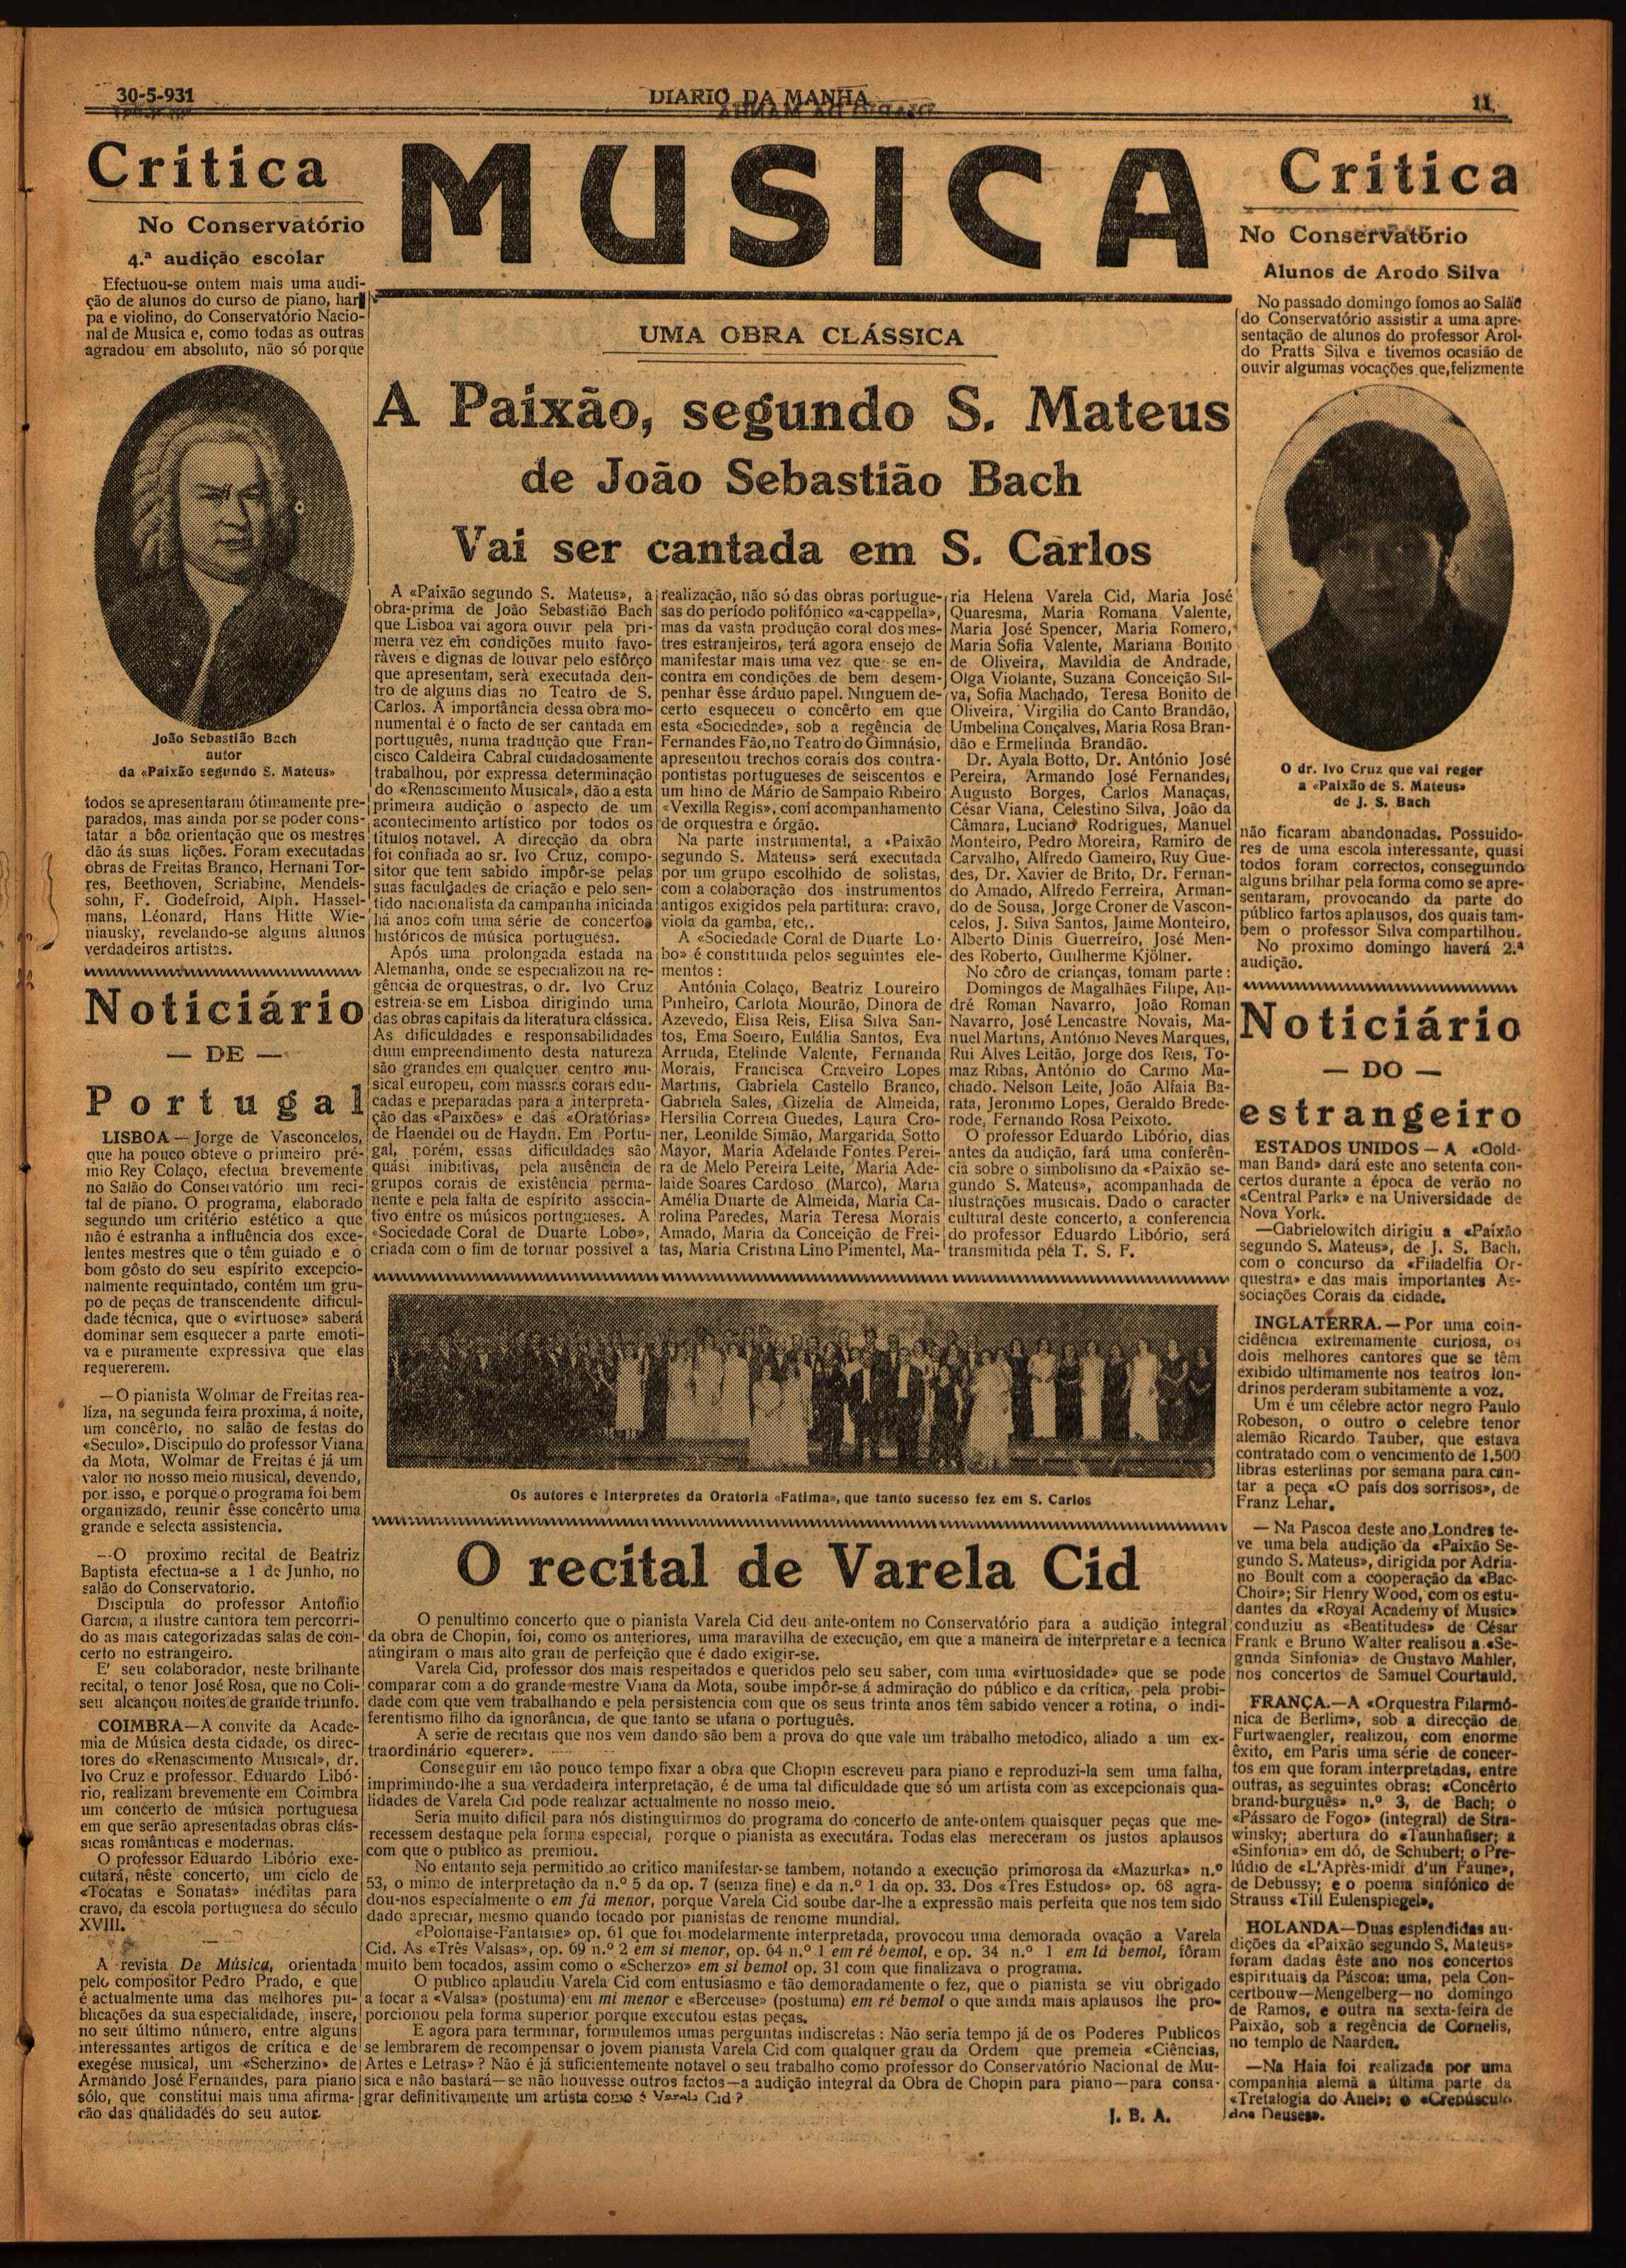 30-5-931
DIARIO DA MANHÃ
11
Critica
No Conservatório
4.ª audição escolar
Efectuou-se ontem mais uma audi-
ção de alunos do curso de piano, har
pa e violino, do Conservatório Nacio-
nal de Musica e, como todas as outras
agradou em absoluto, não só porque
João Sebastião Bach
autor
da «Paixão segundo S. Mateus»
todos se apresentaram ótimamente pre-
parados, mas ainda por se poder cons-
tatar a bôa orientação que os mestres
dão ás suas lições. Foram executadas
obras de Freitas Branco, Hernani Tor-
res, Beethoven, Scriabine, Mendels-
sohn, F. Godefroid, Alph. Hassel-
mans, Léonard, Hans Hitte Wie-
niausky, revelando-se alguns alunos
verdadeiros artistas.
Noticiário
— DE —
Portugal
LISBOA — Jorge de Vasconcelos,
que ha pouco obteve o primeiro pré-
mio Rey Colaço, efectua brevemente
no Salão do Conservatório um reci-
tal de piano. O programa, elaborado
segundo um critério estético a que
não é estranha a influência dos exce-
lentes mestres que o têm guiado e o
bom gôsto do seu espírito excepcio-
nalmente requintado, contém um gru-
po de peças de transcendente dificul-
dade técnica, que o «virtuose» saberá
dominar sem esquecer a parte emoti-
va e puramente expressiva que elas
requererem.
—O pianista Wolmar de Freitas rea-
liza, na segunda feira proxima, á noite,
um concêrto, no salão de festas do
«Seculo». Discipulo do professor Viana
da Mota, Wolmar de Freitas é já um
valor no nosso meio musical, devendo,
por isso, e porque o programa foi bem
organizado, reunir êsse concêrto uma
grande e selecta assistencia.
—O proximo recital de Beatriz
Baptista efectua-se a 1 de Junho, no
salão do Conservatorio.
Discipula do professor Antonio
Garcia, a ilustre cantora tem percorri-
do as mais categorizadas salas de con-
certo no estrangeiro.
E' seu colaborador, neste brilhante
recital, o tenor José Rosa, que no Coli-
seu alcançou noites de grande triunfo.
COIMBRA—A convite da Acade-
mia de Música desta cidade, os direc-
tores do «Renascimento Musical», dr.
Ivo Cruz e professor Eduardo Libó-
rio, realizam brevemente em Coimbra
um concerto de música portuguesa
em que serão apresentadas obras clás-
sicas românticas e modernas.
O professor Eduardo Libório exe-
cutará, nêste concerto, um ciclo de
«Tocatas e Sonatas» inéditas para
cravo, da escola portuguesa do século
XVIII.
—
A revista De Música, orientada
pelo compositor Pedro Prado, e que
é actualmente uma das melhores pu-
blicações da sua especialidade, insere,
no seu último número, entre alguns
interessantes artigos de crítica e de
exegése musical, um «Scherzino» de
Armando José Fernandes, para piano
sólo, que constitui mais uma afirma-
ção das qualidades do seu autor.
MUSICA
UMA OBRA CLÁSSICA
A Paixão, segundo S. Mateus
de João Sebastião Bach
Vai ser cantada em S. Carlos
A «Paixão segundo S. Mateus», a
obra-prima de João Sebastião Bach
que Lisboa vai agora ouvir pela pri-
meira vez em condições muito favo-
ráveis e dignas de louvar pelo esfôrço
que apresentam, será executada den-
tro de alguns dias no Teatro de S.
Carlos. A importância dessa obra mo-
numental é o facto de ser cantada em
português, numa tradução que Fran-
cisco Caldeira Cabral cuidadosamente
trabalhou, por expressa determinação
do «Renascimento Musical», dão a esta
primeira audição o aspecto de um
acontecimento artístico por todos os
titulos notavel. A direcção da obra
foi confiada ao sr. Ivo Cruz, compo-
sitor que tem sabido impôr-se pelas
suas faculdades de criação e pelo sen-
tido nacionalista da campanha iniciada
há anos com uma série de concertos
históricos de música portuguesa.
Após uma prolongada estada na
Alemanha, onde se especializou na re-
gência de orquestras, o dr. Ivo Cruz
estreia-se em Lisboa dirigindo uma
das obras capitais da literatura clássica.
As dificuldades e responsabilidades
dum empreendimento desta natureza
são grandes em qualquer centro mu-
sical europeu, com massas corais edu-
cadas e preparadas para a interpreta-
ção das «Paixões» e das «Oratórias»
de Haendel ou de Haydn. Em Portu-
gal, porém, essas dificuldades são
quási inibitivas, pela ausência de
grupos corais de existência perma-
nente e pela falta de espírito associa-
tivo entre os músicos portugueses. A
«Sociedade Coral de Duarte Lobo»,
criada com o fim de tornar possivel a
realização, não só das obras portugue-
sas do período polifónico «a-cappella»,
mas da vasta produção coral dos mes-
tres estranjeiros, terá agora ensejo de
manifestar mais uma vez que se en-
contra em condições de bem desem-
penhar êsse árduo papel. Ninguem de-
certo esqueceu o concêrto em que
esta «Sociedade», sob a regência de
Fernandes Fão, no Teatro do Gimnásio,
apresentou trechos corais dos contra-
pontistas portugueses de seiscentos e
um hino de Mário de Sampaio Ribeiro
«Vexilla Regis», com acompanhamento
de orquestra e órgão.
Na parte instrumental, a «Paixão
segundo S. Mateus» será executada
por um grupo escolhido de solistas,
com a colaboração dos instrumentos
antigos exigidos pela partitura: cravo,
viola da gamba, etc..
A «Sociedade Coral de Duarte Lo-
bo» é constituida pelos seguintes ele-
mentos:
Antónia Colaço, Beatriz Loureiro
Pinheiro, Carlota Mourão, Dinora de
Azevedo, Elisa Reis, Elisa Silva San-
tos, Ema Soeiro, Eulália Santos, Eva
Arruda, Etelinde Valente, Fernanda
Morais, Francisca Craveiro Lopes
Martins, Gabriela Castello Branco,
Gabriela Sales, Gizelia de Almeida,
Hersilia Correia Guedes, Laura Cro-
ner, Leonilde Simão, Margarida Sotto
Mayor, Maria Adelaide Fontes Perei-
ra de Melo Pereira Leite, Maria Ade-
laide Soares Cardoso (Marco), Maria
Amélia Duarte de Almeida, Maria Ca-
rolina Paredes, Maria Teresa Morais
Amado, Maria da Conceição de Frei-
tas, Maria Cristina Lino Pimentel, Ma-
ria Helena Varela Cid, Maria José
Quaresma, Maria Romana Valente,
Maria José Spencer, Maria Romero,
Maria Sofia Valente, Mariana Bonito
de Oliveira, Mavildia de Andrade,
Olga Violante, Suzana Conceição Sil-
va, Sofia Machado, Teresa Bonito de
Oliveira, Virgilia do Canto Brandão,
Umbelina Gonçalves, Maria Rosa Bran-
dão e Ermelinda Brandão.
Dr. Ayala Botto, Dr. António José
Pereira, Armando José Fernandes,
Augusto Borges, Carlos Manaças,
César Viana, Celestino Silva, João da
Câmara, Luciano Rodrigues, Manuel
Monteiro, Pedro Moreira, Ramiro de
Carvalho, Alfredo Gameiro, Ruy Gue-
des, Dr. Xavier de Brito, Dr. Fernan-
do Amado, Alfredo Ferreira, Arman-
do de Sousa, Jorge Croner de Vascon-
celos, J. Silva Santos, Jaime Monteiro,
Alberto Dinis Guerreiro, José Men-
des Roberto, Guilherme Kjölner.
No côro de crianças, tomam parte:
Domingos de Magalhães Filipe, An-
dré Roman Navarro, João Roman
Navarro, José Lencastre Novais, Ma-
nuel Martins, António Neves Marques,
Rui Alves Leitão, Jorge dos Reis, To-
maz Ribas, António do Carmo Ma-
chado. Nelson Leite, João Alfaia Ba-
rata, Jeronimo Lopes, Geraldo Brede-
rode, Fernando Rosa Peixoto.
O professor Eduardo Libório, dias
antes da audição, fará uma conferên-
cia sobre o simbolismo da «Paixão se-
gundo S. Mateus», acompanhada de
ilustrações musicais. Dado o caracter
cultural deste concerto, a conferencia
do professor Eduardo Libório, será
transmitida pela T. S. F.
Os autores e Interpretes da Oratoria «Fatima», que tanto sucesso fez em S. Carlos
O recital de Varela Cid
O penultimo concerto que o pianista Varela Cid deu ante-ontem no Conservatório para a audição integral
da obra de Chopin, foi, como os anteriores, uma maravilha de execução, em que a maneira de interpretar e a tecnica
atingiram o mais alto grau de perfeição que é dado exigir-se.
Varela Cid, professor dos mais respeitados e queridos pelo seu saber, com uma «virtuosidade» que se pode
comparar com a do grande mestre Viana da Mota, soube impôr-se á admiração do público e da crítica, pela probi-
dade com que vem trabalhando e pela persistencia com que os seus trinta anos têm sabido vencer a rotina, o indi-
ferentismo filho da ignorância, de que tanto se ufana o português.
A serie de recitais que nos vem dando são bem a prova do que vale um trabalho metodico, aliado a um ex-
traordinário «querer».
Conseguir em tão pouco tempo fixar a obra que Chopin escreveu para piano e reproduzi-la sem uma falha,
imprimindo-lhe a sua verdadeira interpretação, é de uma tal dificuldade que só um artista com as excepcionais qua-
lidades de Varela Cid pode realizar actualmente no nosso meio.
Seria muito dificil para nós distinguirmos do programa do concerto de ante-ontem quaisquer peças que me-
recessem destaque pela forma especial, porque o pianista as executára. Todas elas mereceram os justos aplausos
com que o publico as premiou.
No entanto seja permitido ao critico manifestar-se tambem, notando a execução primorosa da «Mazurka» n.º
53, o mimo de interpretação da n.º 5 da op. 7 (senza fine) e da n.º 1 da op. 33. Dos «Tres Estudos» op. 68 agra-
dou-nos especialmente o em fá menor, porque Varela Cid soube dar-lhe a expressão mais perfeita que nos tem sido
dado apreciar, mesmo quando tocado por pianistas de renome mundial.
«Polonaise-Fantaisie» op. 61 que foi modelarmente interpretada, provocou uma demorada ovação a Varela
Cid. As «Três Valsas», op. 69 n.º 2 em si menor, op. 64 n.º 1 em ré bemol, e op. 34 n.º 1 em lá bemol, fôram
muito bem tocados, assim como o «Scherzo» em si bemol op. 31 com que finalizava o programa.
O publico aplaudiu Varela Cid com entusiasmo e tão demoradamente o fez, que o pianista se viu obrigado
a tocar a «Valsa» (postuma) em mi menor e «Berceuse» (postuma) em ré bemol o que ainda mais aplausos lhe pro-
porcionou pela forma superior porque executou estas peças.
E agora para terminar, formulemos umas perguntas indiscretas: Não seria tempo já de os Poderes Publicos
se lembrarem de recompensar o jovem pianista Varela Cid com qualquer grau da Ordem que premeia «Ciências,
Artes e Letras»? Não é já suficientemente notavel o seu trabalho como professor do Conservatório Nacional de Mu-
sica e não bastará—se não houvesse outros factos—a audição integral da Obra de Chopin para piano—para consa-
grar definitivamente um artista como é Varela Cid?
J. B. A.
Critica
No Conservatório
Alunos de Arodo Silva
No passado domingo fomos ao Salão
do Conservatório assistir a uma apre-
sentação de alunos do professor Arol-
do Pratts Silva e tivemos ocasião de
ouvir algumas vocações que, felizmente
O dr. Ivo Cruz que vai reger
a «Paixão de S. Mateus»
de J. S. Bach
não ficaram abandonadas. Possuido-
res de uma escola interessante, quasi
todos foram correctos, conseguindo
alguns brilhar pela forma como se apre-
sentaram, provocando da parte do
público fartos aplausos, dos quais tam-
bem o professor Silva compartilhou.
No proximo domingo haverá 2.ª
audição.
Noticiário
— DO —
estrangeiro
ESTADOS UNIDOS — A «Gold-
man Band» dará este ano setenta con-
certos durante a época de verão no
«Central Park» e na Universidade de
Nova York.
—Gabrielowitch dirigiu a «Paixão
segundo S. Mateus», de J. S. Bach,
com o concurso da «Filadelfia Or-
questra» e das mais importantes As-
sociações Corais da cidade.
INGLATERRA. — Por uma coin-
cidência extremamente curiosa, os
dois melhores cantores que se têm
exibido ultimamente nos teatros lon-
drinos perderam subitamente a voz.
Um é um célebre actor negro Paulo
Robeson, o outro o celebre tenor
alemão Ricardo Tauber, que estava
contratado com o vencimento de 1.500
libras esterlinas por semana para can-
tar a peça «O país dos sorrisos», de
Franz Lehar.
— Na Pascoa deste ano Londres te-
ve uma bela audição da «Paixão Se-
gundo S. Mateus», dirigida por Adria-
no Boult com a cooperação da «Bac-
Choir»; Sir Henry Wood, com os estu-
dantes da «Royal Academy of Music»
conduziu as «Beatitudes» de César
Frank e Bruno Walter realisou a «Se-
gunda Sinfonia» de Gustavo Mahler,
nos concertos de Samuel Courtauld.
FRANÇA.—A «Orquestra Filarmó-
nica de Berlim», sob a direcção de
Furtwaengler, realizou, com enorme
êxito, em Paris uma série de concer-
tos em que foram interpretadas, entre
outras, as seguintes obras: «Concêrto
brand-burguês» n.º 3, de Bach; o
«Pássaro de Fogo» (integral) de Stra-
winsky; abertura do «Taunhaüser; a
«Sinfonia» em dó, de Schubert; o Pre-
lúdio de «L'Après-midi d'un Faune»,
de Debussy; e o poema sinfónico de
Strauss «Till Eulenspiegel».
HOLANDA—Duas esplendidas au-
dições da «Paixão segundo S. Mateus»
foram dadas êste ano nos concertos
espirituais da Páscoa: uma, pela Con-
certbouw—Mengelberg—no domingo
de Ramos, e outra na sexta-feira de
Paixão, sob a regência de Cornelis,
no templo de Naarden.
—Na Haia foi realizada por uma
companhia alemã a última parte da
«Tretalogia do Anel»; o «Crepúsculo
dos Deuses».